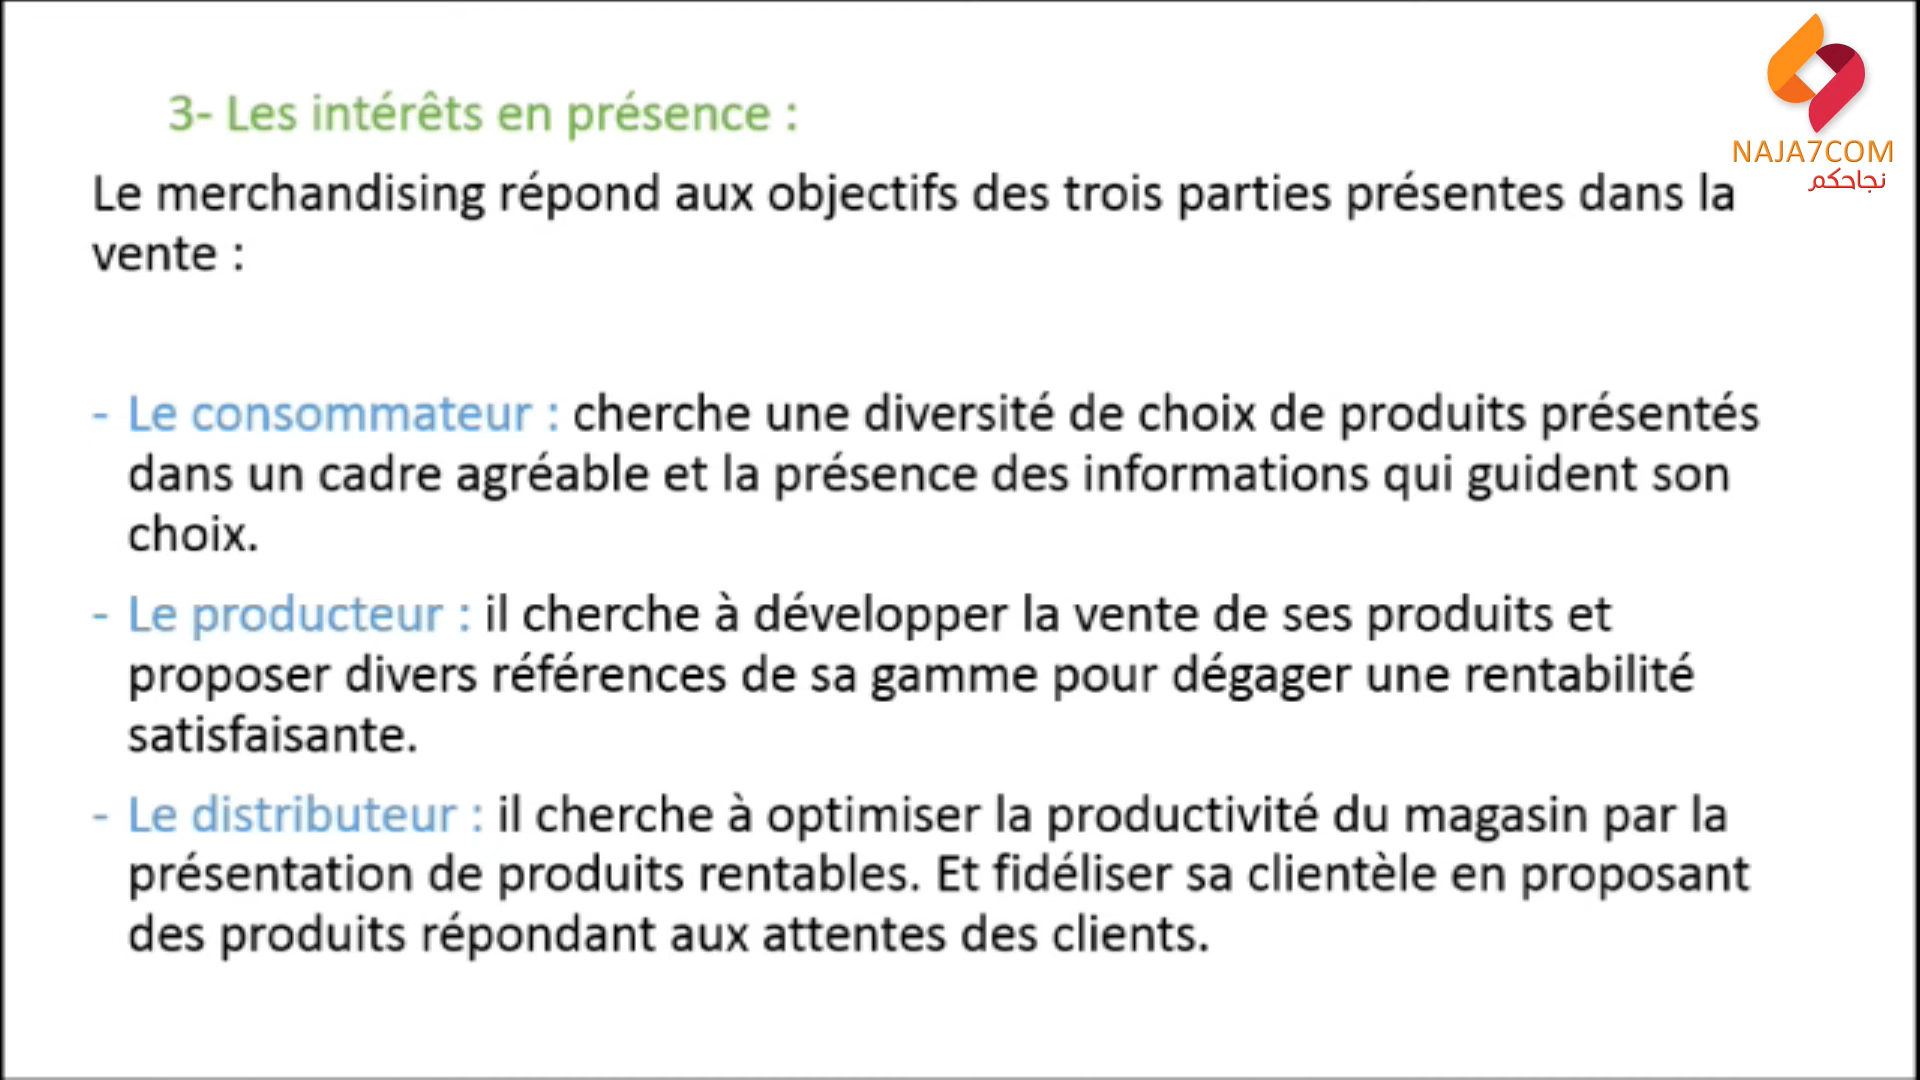 NAJA7COM
نجاحكم
3- Les intérêts en présence :
Le merchandising répond aux objectifs des trois parties présentes dans la
vente :
- Le consommateur : cherche une diversité de choix de produits présentés
dans un cadre agréable et la présence des informations qui guident son
choix.
- Le producteur : il cherche à développer la vente de ses produits et
proposer divers références de sa gamme pour dégager une rentabilité
satisfaisante.
- Le distributeur : il cherche à optimiser la productivité du magasin par la
présentation de produits rentables. Et fidéliser sa clientèle en proposant
des produits répondant aux attentes des clients.